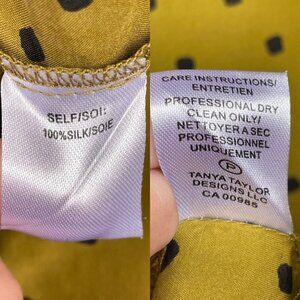 SELF/SOI:
100%SILK/SOIE
CARE INSTRUCTIONS/
ENTRETIEN
PROFESSIONAL DRY
CLEAN ONLY/
NETTOYER A SEC
PROFESSIONNEL
UNIQUEMENT
P
TANYA TAYLOR
DESIGNS LLC
CA 00985